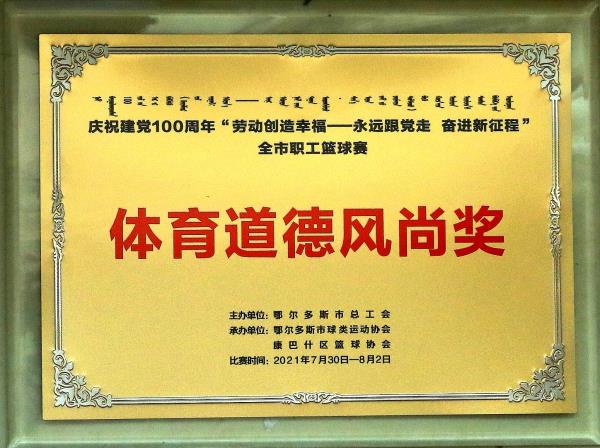 庆祝建党100周年“劳动创造幸福——永远跟党走 奋进新征程”
全市职工篮球赛
体育道德风尚奖
主办单位：鄂尔多斯市总工会
承办单位：鄂尔多斯市球类运动协会
康巴什区篮球协会
比赛时间：2021年7月30日—8月2日